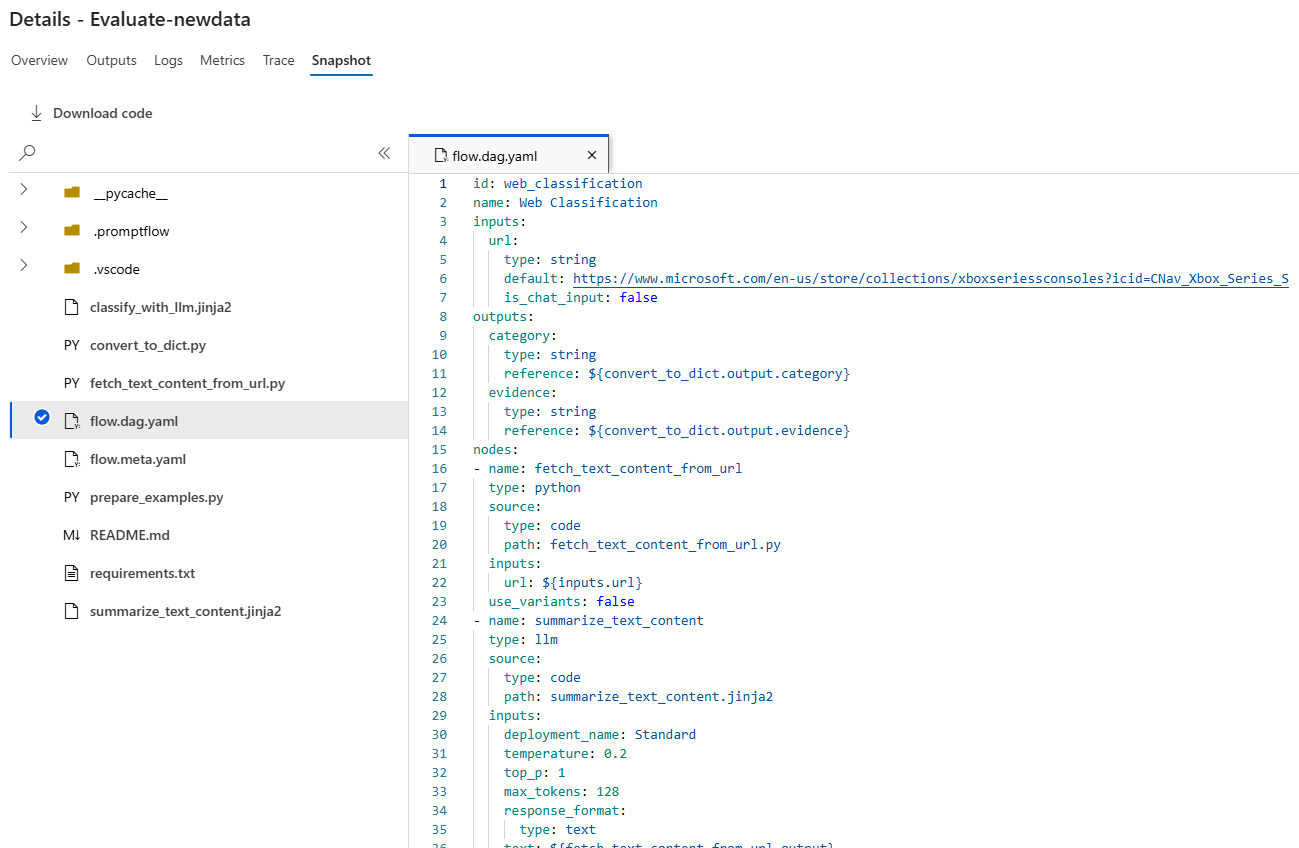 Details - Evaluate-newdata
Overview Outputs Logs Metrics Trace Snapshot
Download code
__pycache__
.promptflow
.vscode
classify_with_llm.jinja2
PY convert_to_dict.py
PY fetch_text_content_from_url.py
flow.dag.yaml
flow.meta.yaml
PY prepare_examples.py
M↓ README.md
requirements.txt
summarize_text_content.jinja2
flow.dag.yaml
1 id: web_classification
2 name: Web Classification
3 inputs:
4   url:
5     type: string
6     default: https://www.microsoft.com/en-us/store/collections/xboxseriessconsoles?icid=CNav_Xbox_Series_S
7     is_chat_input: false
8 outputs:
9   category:
10     type: string
11     reference: ${convert_to_dict.output.category}
12   evidence:
13     type: string
14     reference: ${convert_to_dict.output.evidence}
15 nodes:
16 - name: fetch_text_content_from_url
17   type: python
18   source:
19     type: code
20     path: fetch_text_content_from_url.py
21   inputs:
22     url: ${inputs.url}
23   use_variants: false
24 - name: summarize_text_content
25   type: llm
26   source:
27     type: code
28     path: summarize_text_content.jinja2
29   inputs:
30     deployment_name: Standard
31     temperature: 0.2
32     top_p: 1
33     max_tokens: 128
34     response_format:
35       type: text
36     text: ${fetch_text_content_from_url.output}